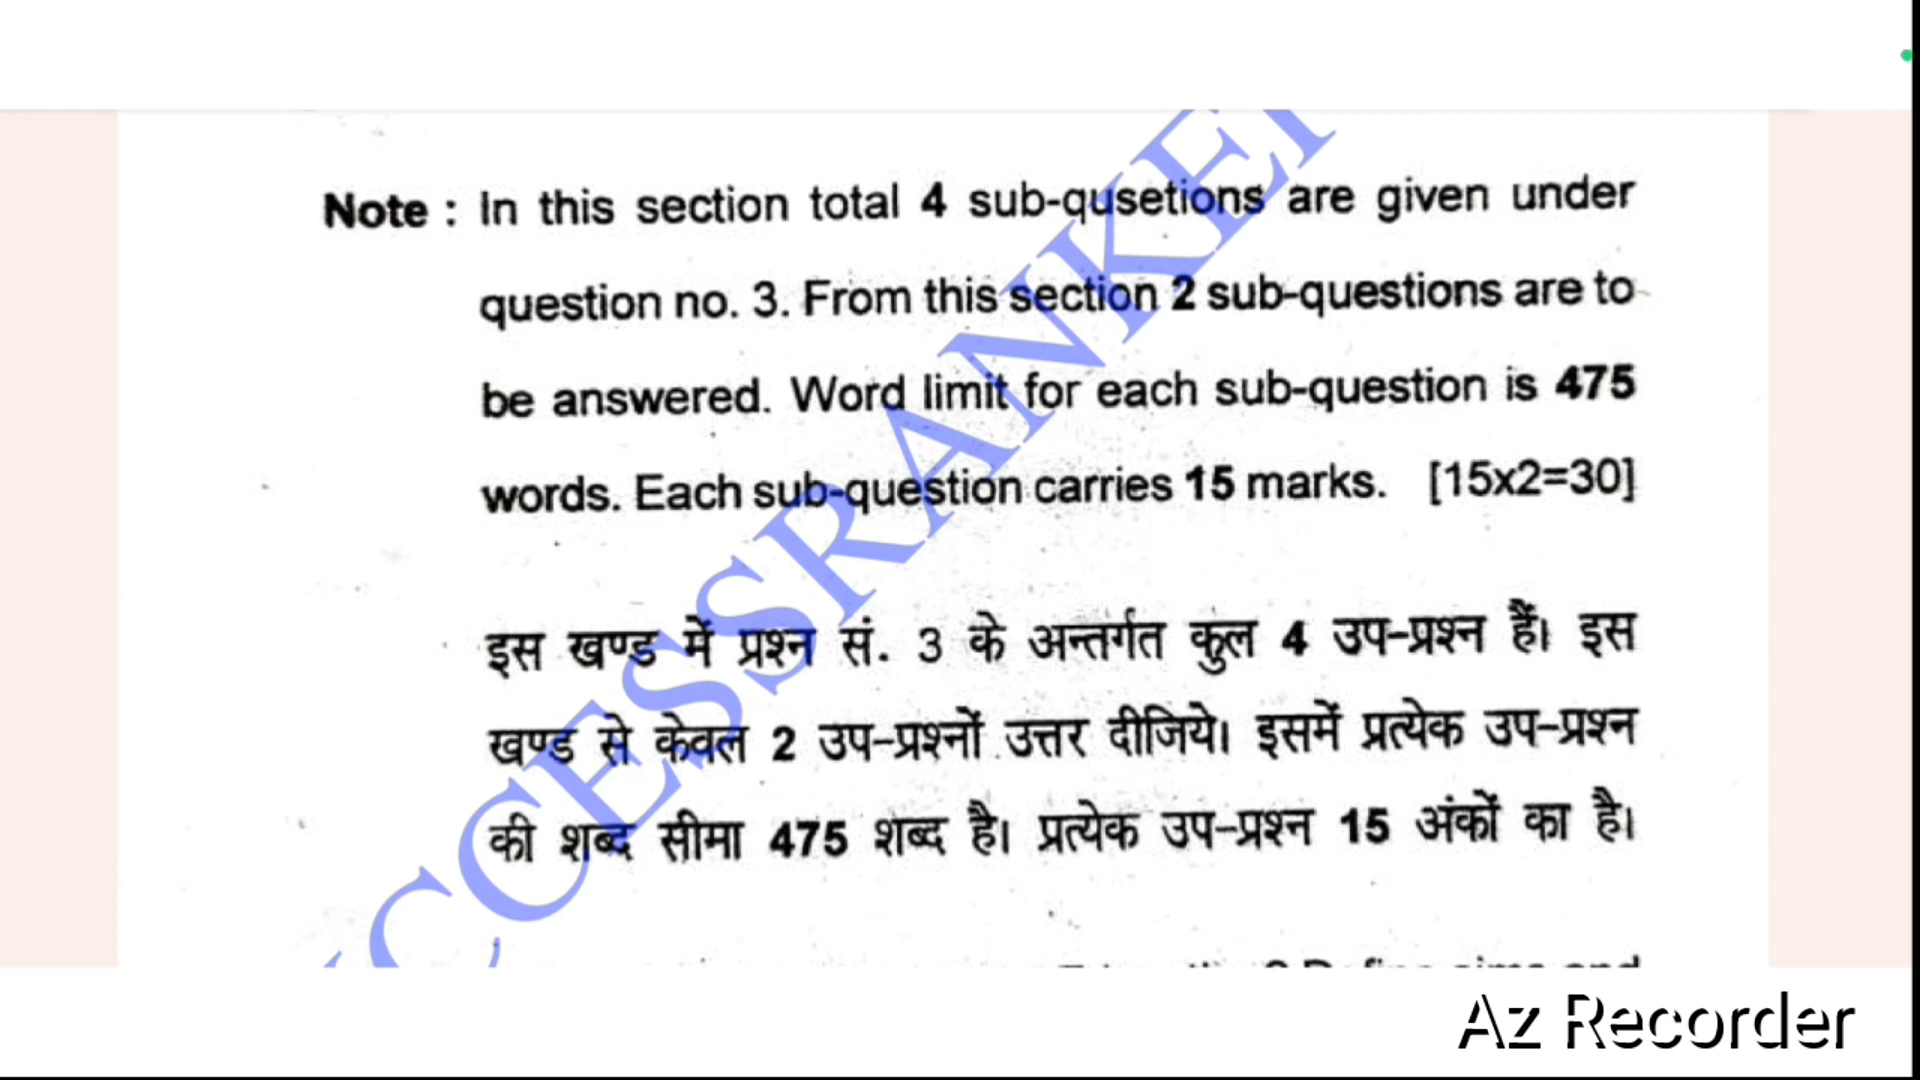 Note : In this section total 4 sub-qusetions are given under
question no. 3. From this section 2 sub-questions are to
be answered. Word limit for each sub-question is 475
words. Each sub-question carries 15 marks. [15x2=30]
इस खण्ड में प्रश्न सं. 3 के अन्तर्गत कुल 4 उप-प्रश्न हैं। इस
खण्ड से केवल 2 उप-प्रश्नों उत्तर दीजिये। इसमें प्रत्येक उप-प्रश्न
की शब्द सीमा 475 शब्द है। प्रत्येक उप-प्रश्न 15 अंकों का है।
CCESSRANKE
Az Recorder